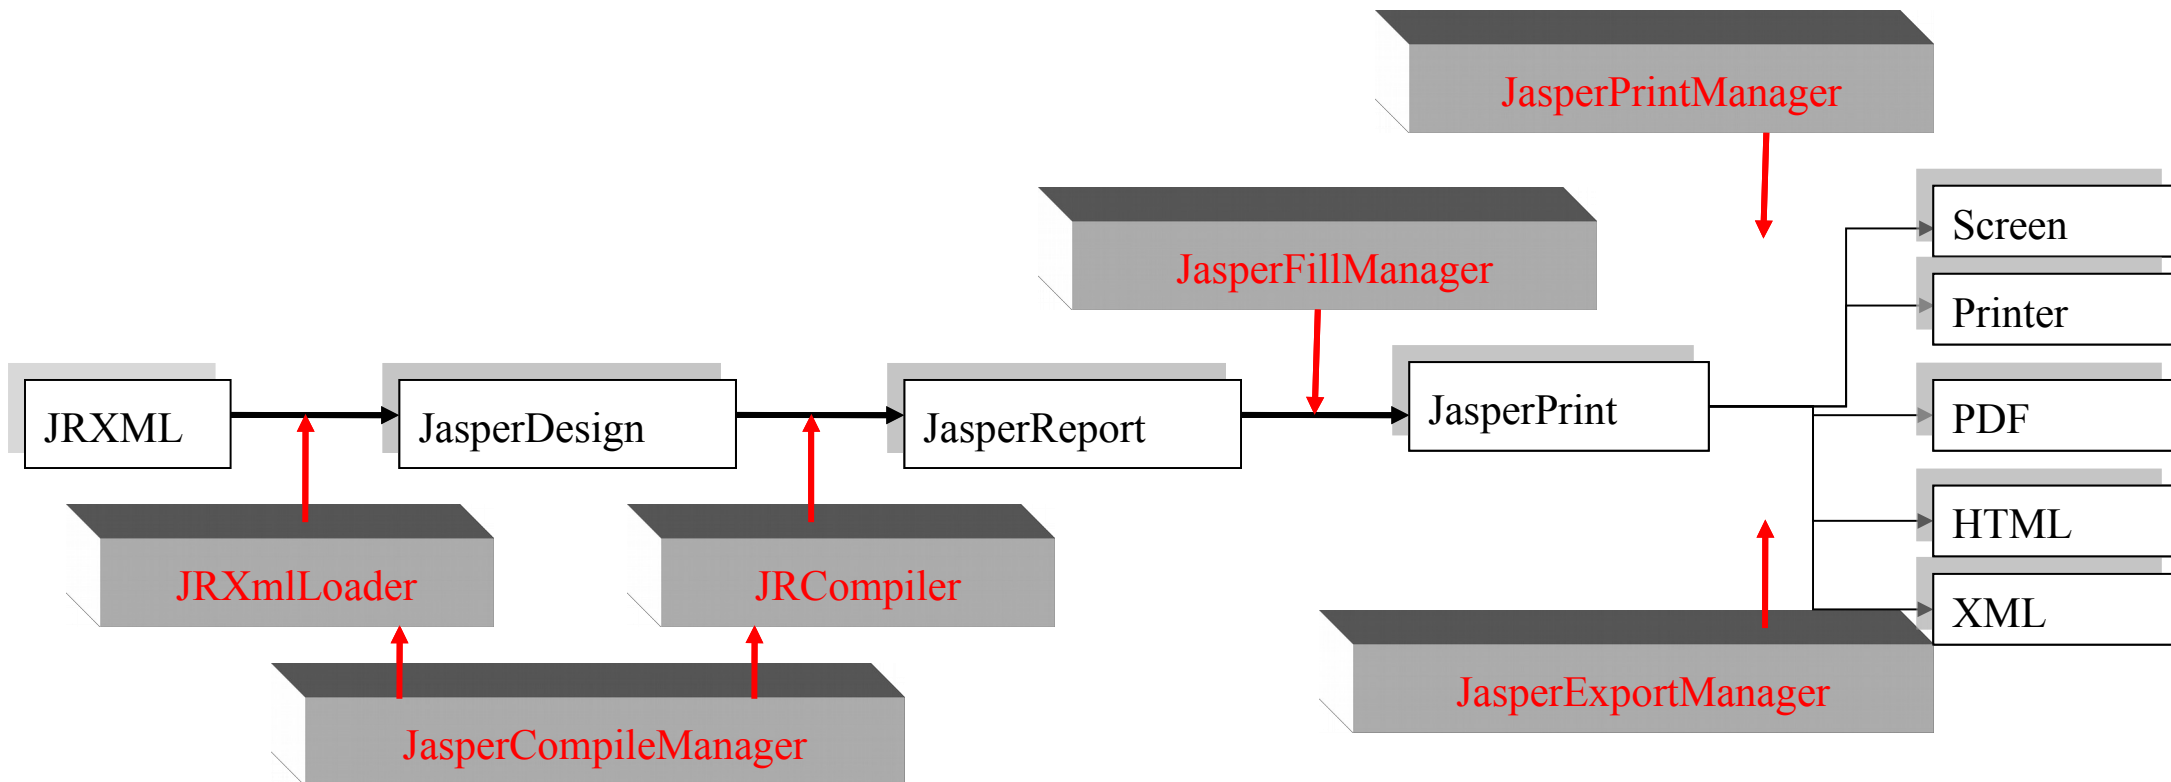 JasperPrintManager
Screen
JasperFillManager
Printer
JRXML
JasperDesign
JasperReport
JasperPrint
PDF
HTML
JRXmlLoader
JRCompiler
XML
JasperExportManager
JasperCompileManager